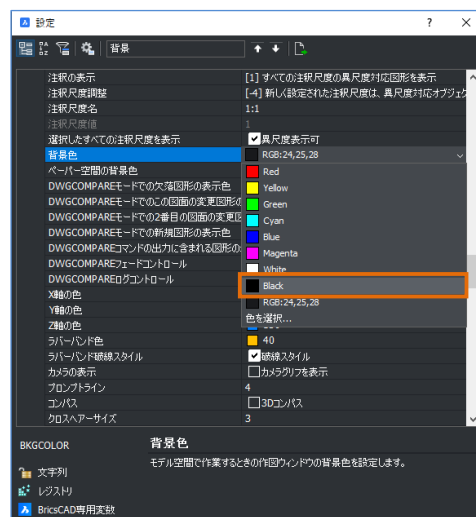 設定
?
背景
注釈の表示 [1] すべての注釈尺度の異尺度対応図形を表示
注釈尺度調整 [-4] 新しく設定された注釈尺度は、異尺度対応オブジェク
注釈尺度名 1:1
注釈尺度値 1
選択したすべての注釈尺度を表示 異尺度表示可
背景色 RGB:24,25,28
ペーパー空間の背景色
Red
DWGCOMPAREモードでの欠落図形の表示色
Yellow
DWGCOMPAREモードでのこの図面の変更図形の
Green
DWGCOMPAREモードでの2番目の図面の変更図
Cyan
DWGCOMPAREモードでの新規図形の表示色
Blue
DWGCOMPAREコマンドの出力に含まれる図形の
Magenta
DWGCOMPAREフェードコントロール
White
DWGCOMPAREログコントロール
Black
X軸の色
RGB:24,25,28
Y軸の色
色を選択...
Z軸の色
ラバーバンド色 40
ラバーバンド破線スタイル 破線スタイル
カメラの表示 カメラグリフを表示
プロンプトライン 4
コンパス 3Dコンパス
クロスヘアーサイズ 3
BKGCOLOR
背景色
モデル空間で作業するときの作図ウィンドウの背景色を設定します。
文字列
レジストリ
BricsCAD専用変数